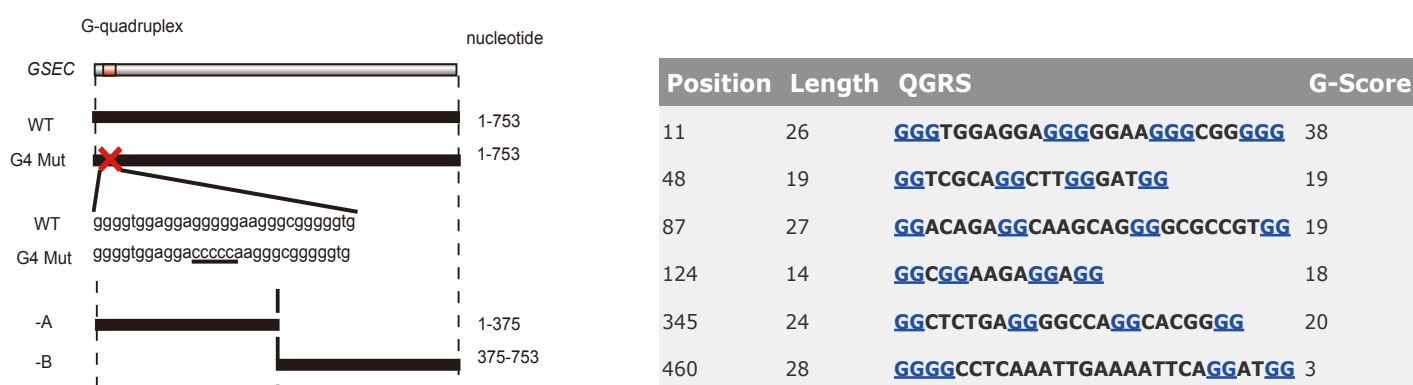 G-quadruplex
nucleotide
GSEC
WT 1-753
G4 Mut 1-753
WT ggggtggaggagggggaagggcgggggtg
G4 Mut ggggtggaggacccccaagggcgggggtg
-A 1-375
-B 375-753
Position Length QGRS G-Score
11 26 GGGTGGAGGAGGGGGAAGGGCGGGGG 38
48 19 GGTCGCAGGCTTGGGATGG 19
87 27 GGACAGAGGCAAGCAGGGGCGCCGTGG 19
124 14 GGCGGAAGAGGAGG 18
345 24 GGCTCTGAGGGGCCAGGCACGGGG 20
460 28 GGGGCCTCAAATTGAAAATTCAGGATGG 3